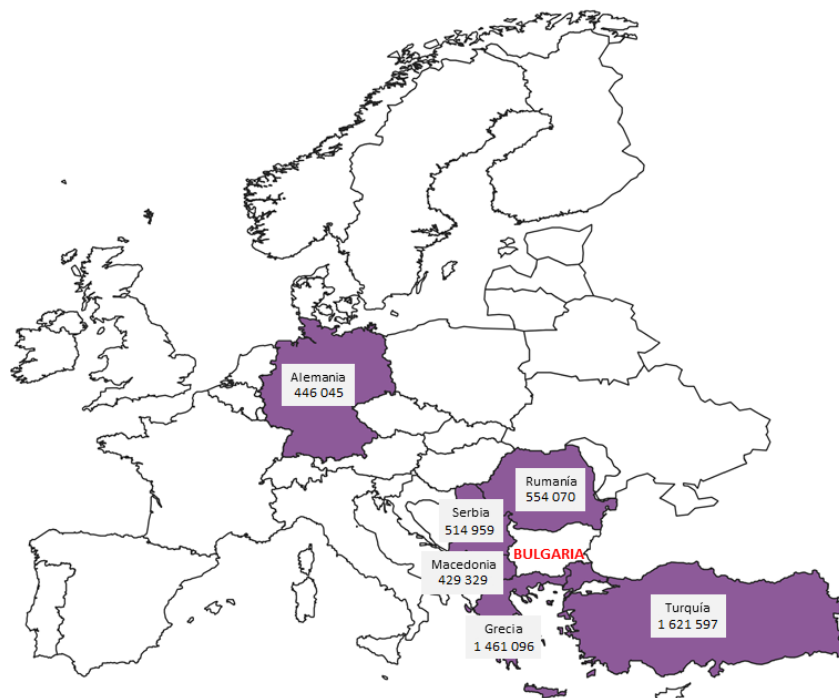 Alemania
446 045
Rumanía
554 070
Serbia
514 959
BULGARIA
Macedonia
429 329
Turquía
1 621 597
Grecia
1 461 096